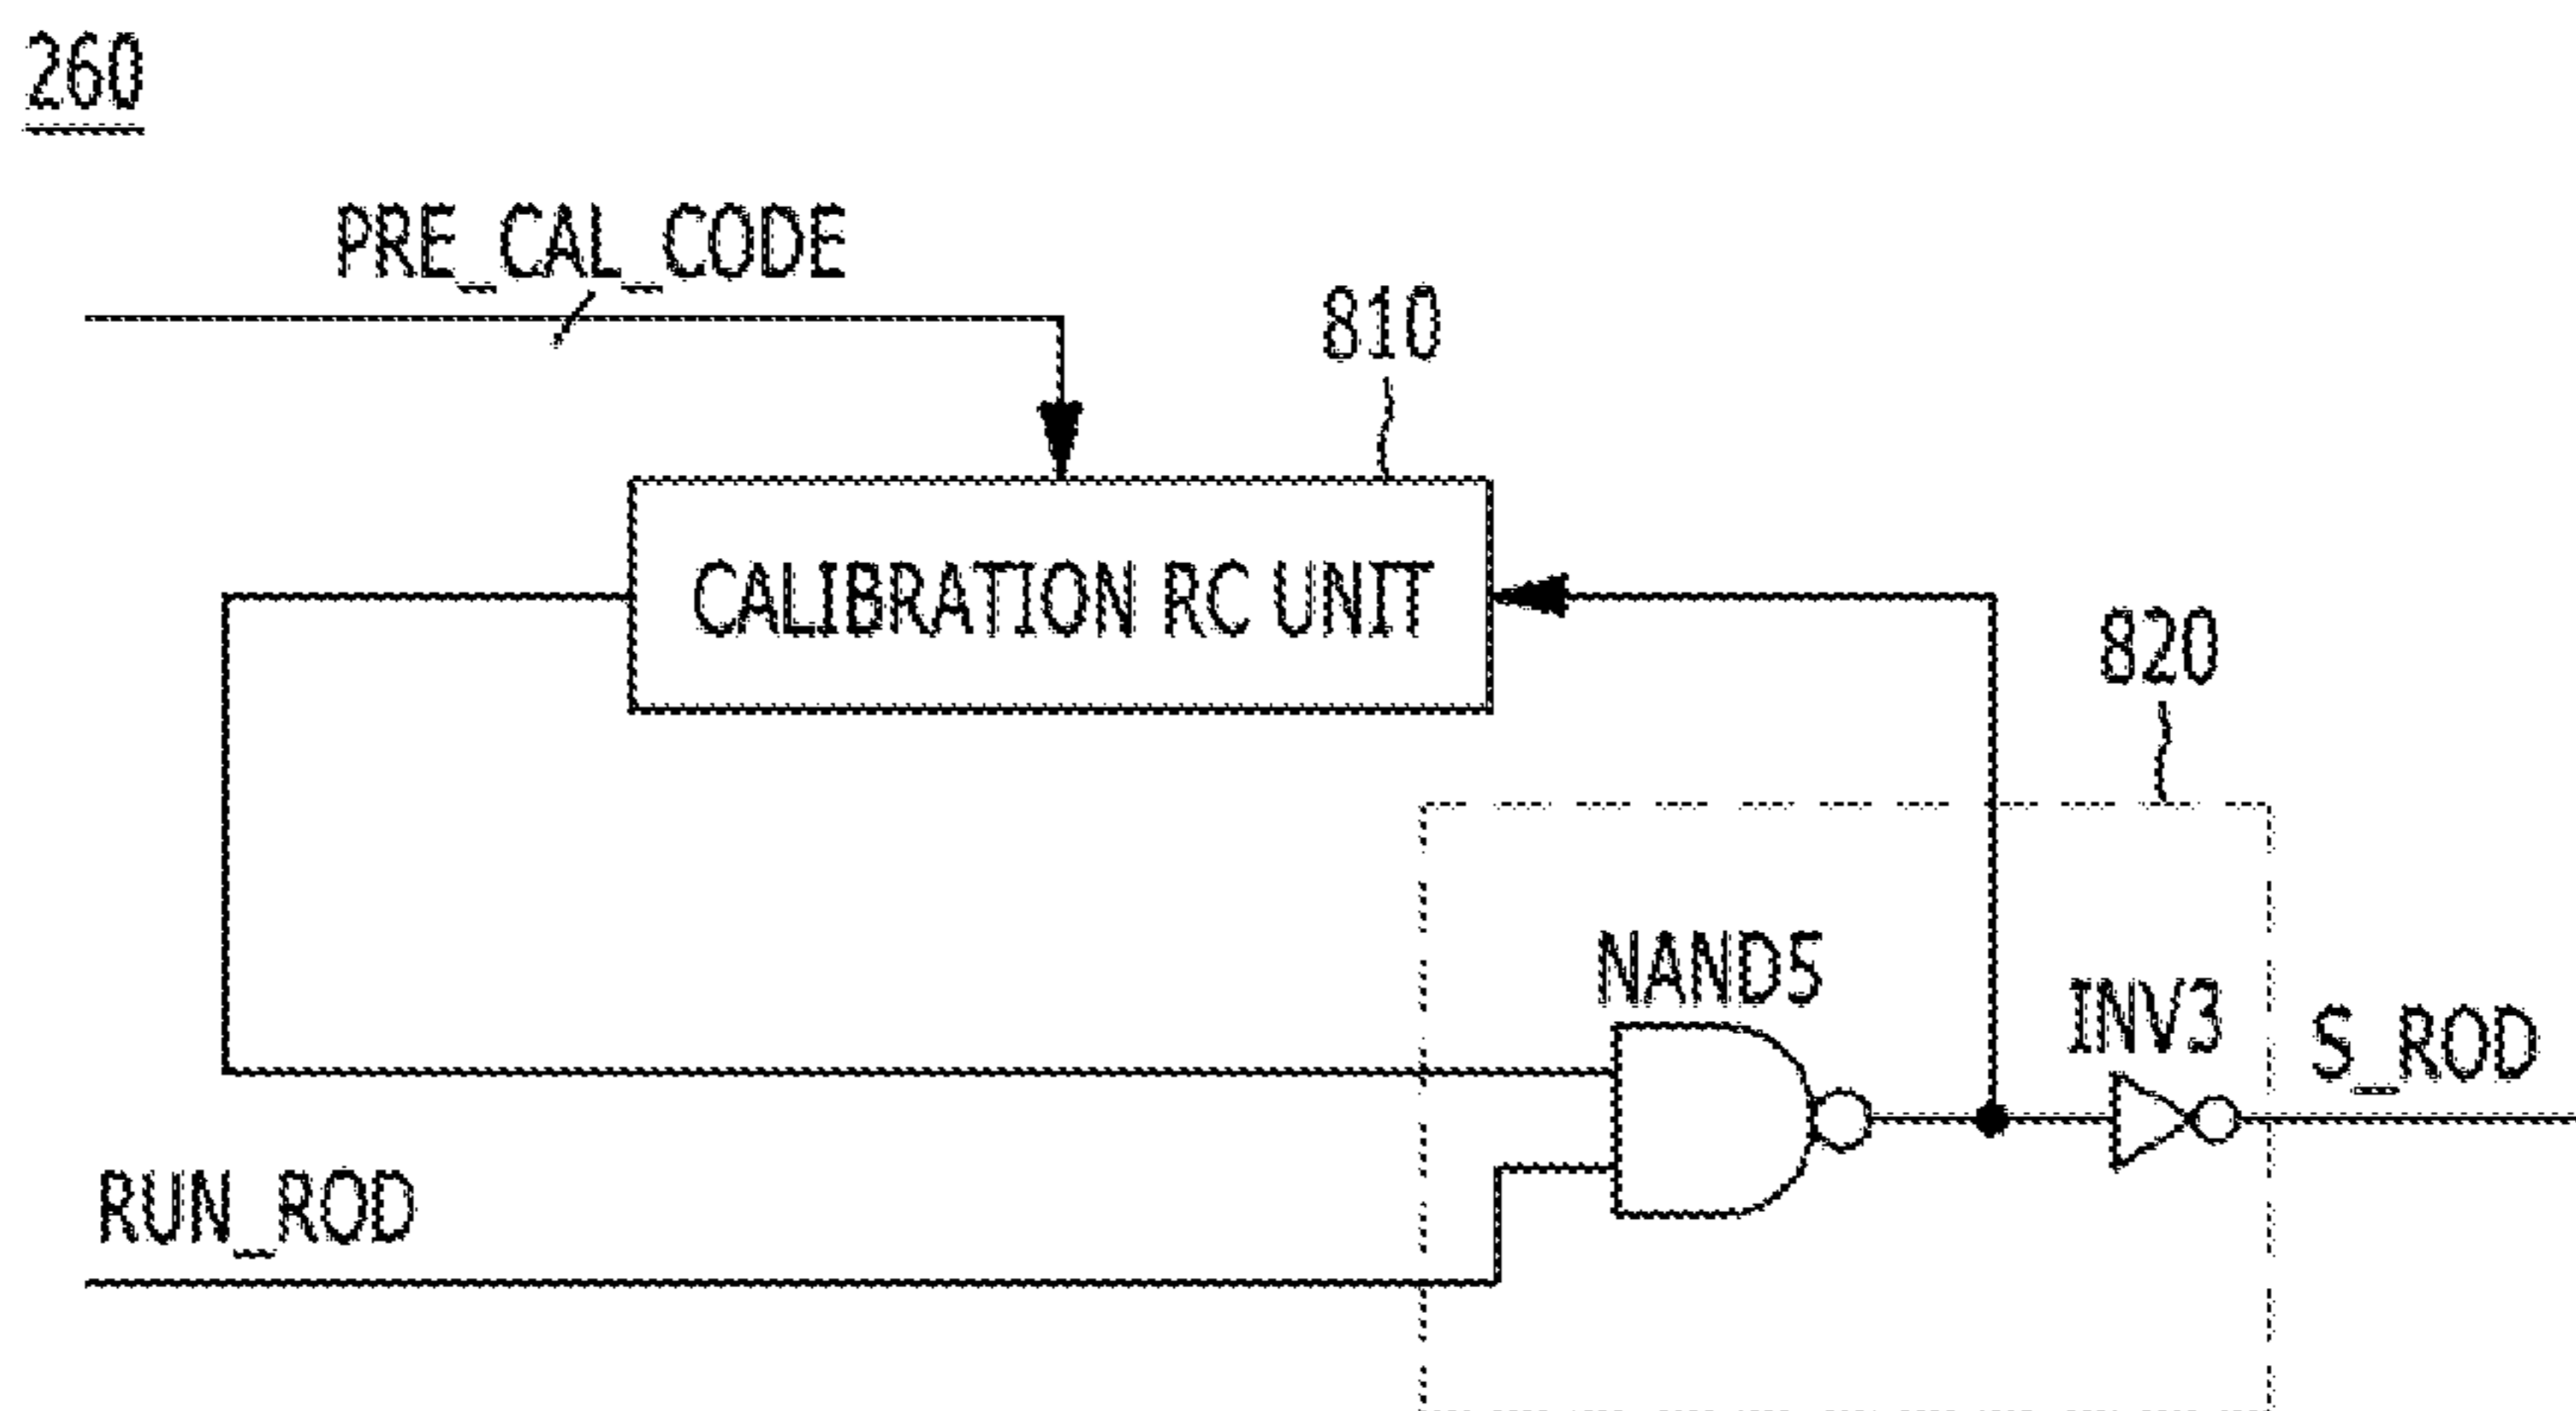 260
PRE_CAL_CODE
810
CALIBRATION RC UNIT
820
NAND5
INV3
S_ROD
RUN_ROD